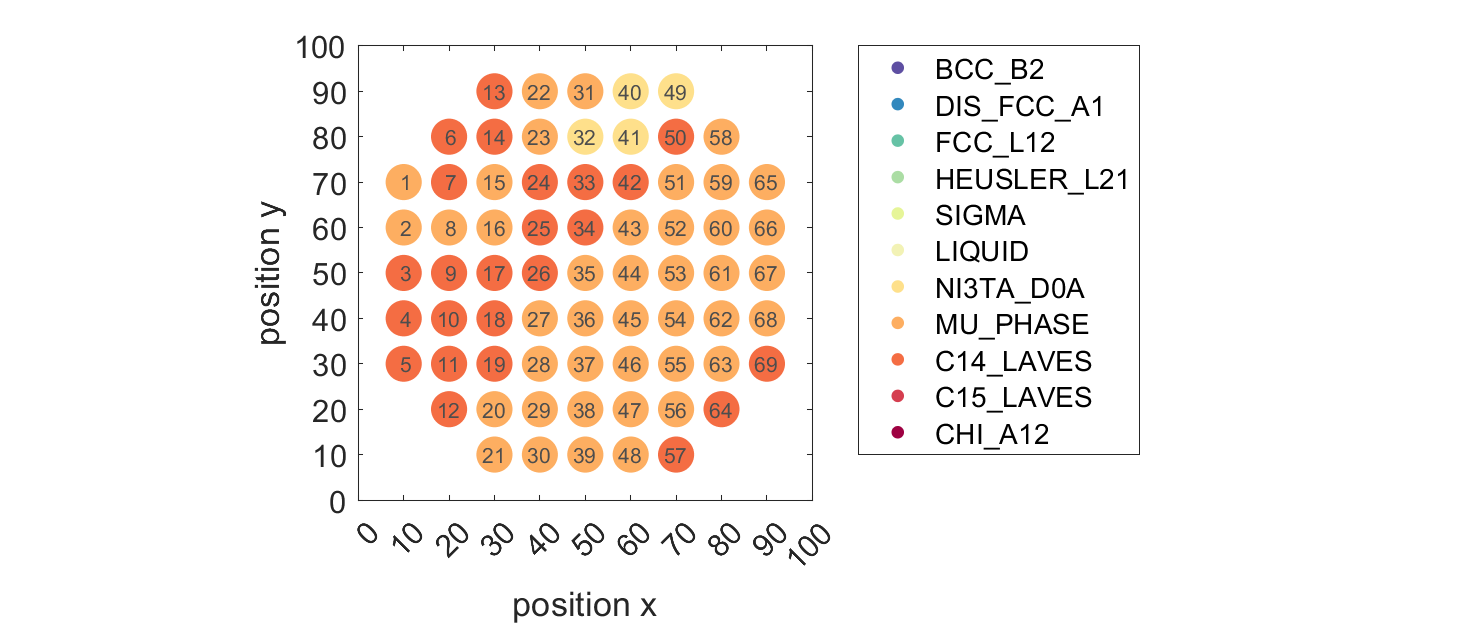 100
90
80
70
60
50
40
30
20
10
0
position y
13 22 31 40 49
6 14 23 32 41 50 58
1 7 15 24 33 42 51 59 65
2 8 16 25 34 43 52 60 66
3 9 17 26 35 44 53 61 67
4 10 18 27 36 45 54 62 68
5 11 19 28 37 46 55 63 69
12 20 29 38 47 56 64
21 30 39 48 57
0 10 20 30 40 50 60 70 80 90 100
position x
BCC_B2
DIS_FCC_A1
FCC_L12
HEUSLER_L21
SIGMA
LIQUID
NI3TA_D0A
MU_PHASE
C14_LAVES
C15_LAVES
CHI_A12